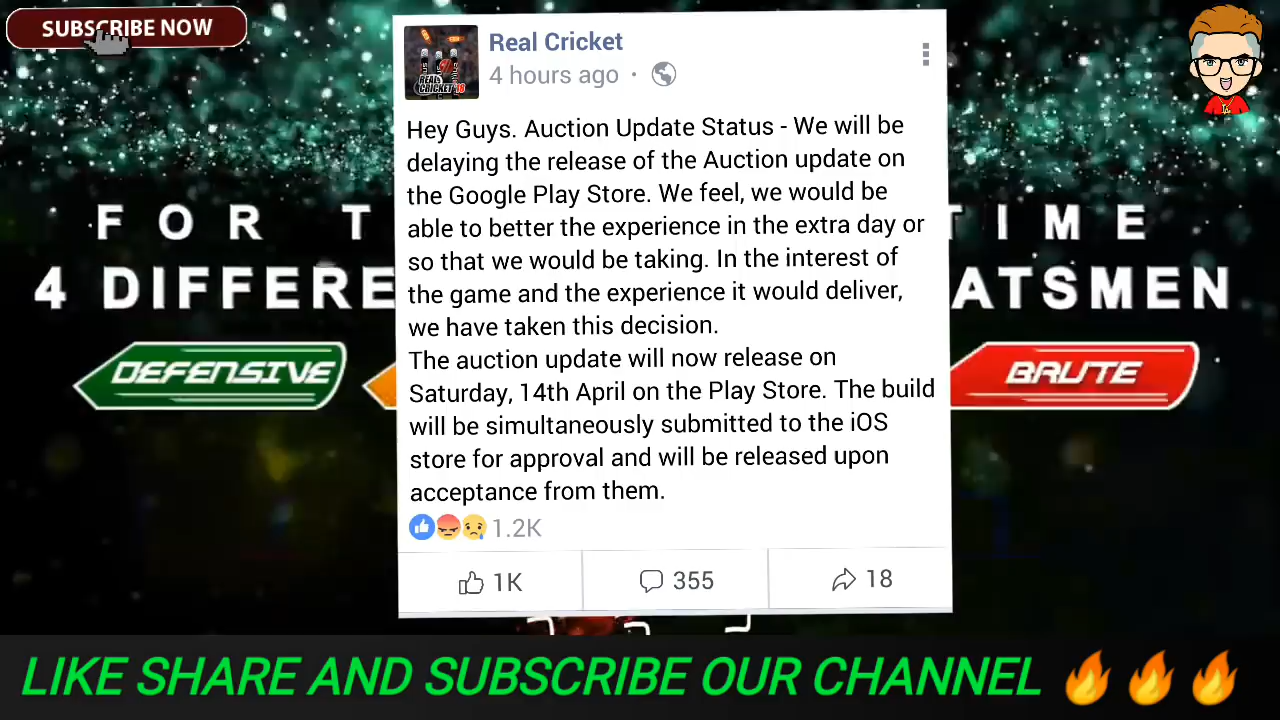 SUBSCRIBE NOW
Real Cricket
4 hours ago ·
REAL
CRICKET 18
Hey Guys. Auction Update Status - We will be
delaying the release of the Auction update on
the Google Play Store. We feel, we would be
able to better the experience in the extra day or
so that we would be taking. In the interest of
the game and the experience it would deliver,
we have taken this decision.
The auction update will now release on
Saturday, 14th April on the Play Store. The build
will be simultaneously submitted to the iOS
store for approval and will be released upon
acceptance from them.
1.2K
1K 355 18
FOR T TIME
4 DIFFERE ATSMEN
DEFENSIVE BRUTE
LIKE SHARE AND SUBSCRIBE OUR CHANNEL 🔥🔥🔥